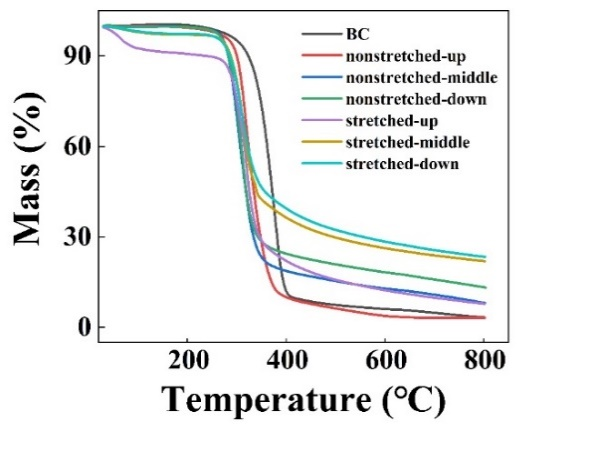 BC
nonstretched-up
nonstretched-middle
nonstretched-down
stretched-up
stretched-middle
stretched-down
Mass (%)
90
60
30
0
200 400 600 800
Temperature (℃)